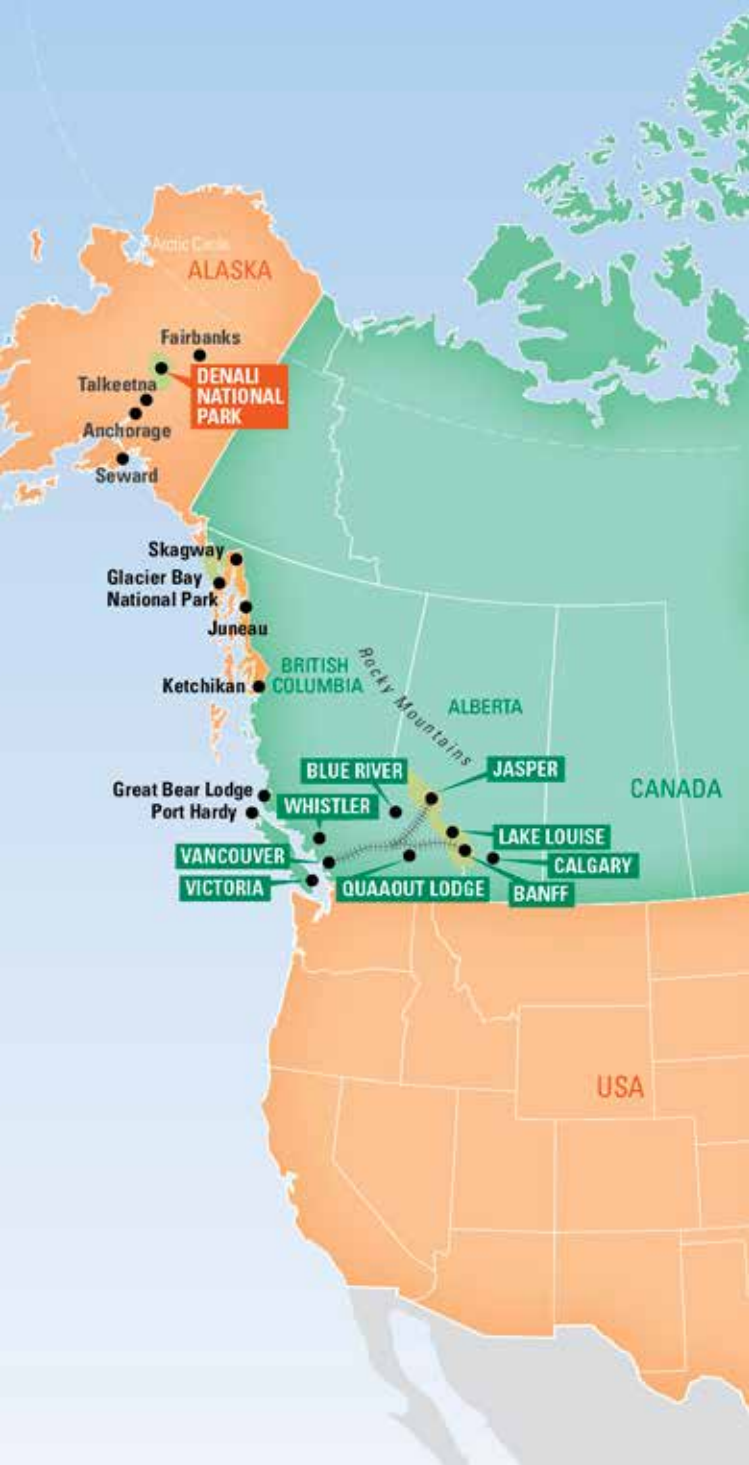 Arctic Circle
ALASKA
Fairbanks
DENALI
NATIONAL
PARK
Talkeetna
Anchorage
Seward
Skagway
Glacier Bay
National Park
Juneau
Ketchikan
BRITISH
COLUMBIA
Rocky Mountains
ALBERTA
CANADA
BLUE RIVER
JASPER
Great Bear Lodge
Port Hardy
WHISTLER
LAKE LOUISE
VANCOUVER
CALGARY
VICTORIA
QUAAOUT LODGE
BANFF
USA